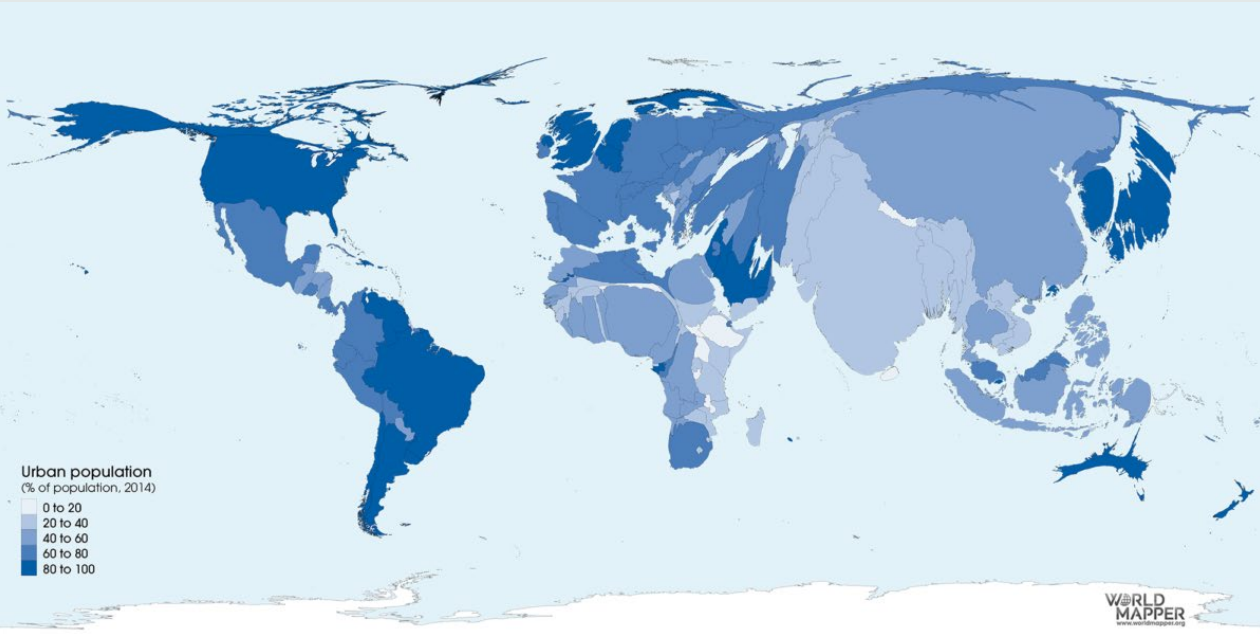 Urban population
(% of population, 2014)
0 to 20
20 to 40
40 to 60
60 to 80
80 to 100
WORLD
MAPPER
www.worldmapper.org